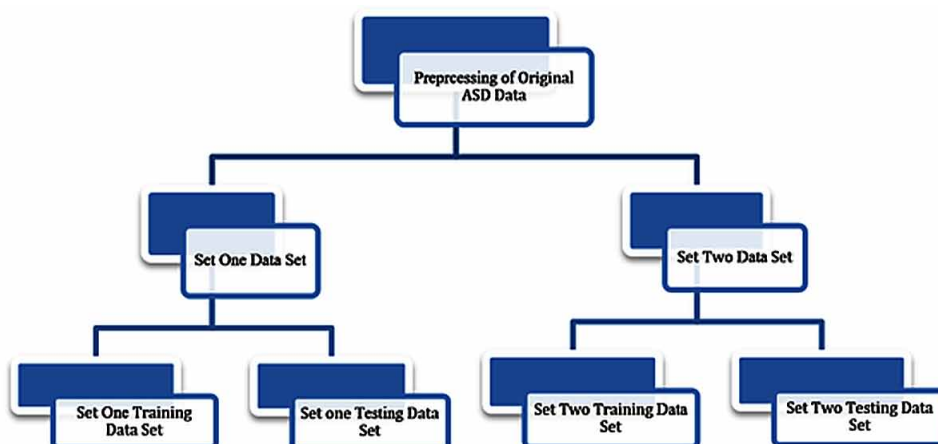 Preprcessing of Original
ASD Data
Set One Data Set
Set Two Data Set
Set One Training
Data Set
Set one Testing Data
Set
Set Two Training Data
Set
Set Two Testing Data
Set